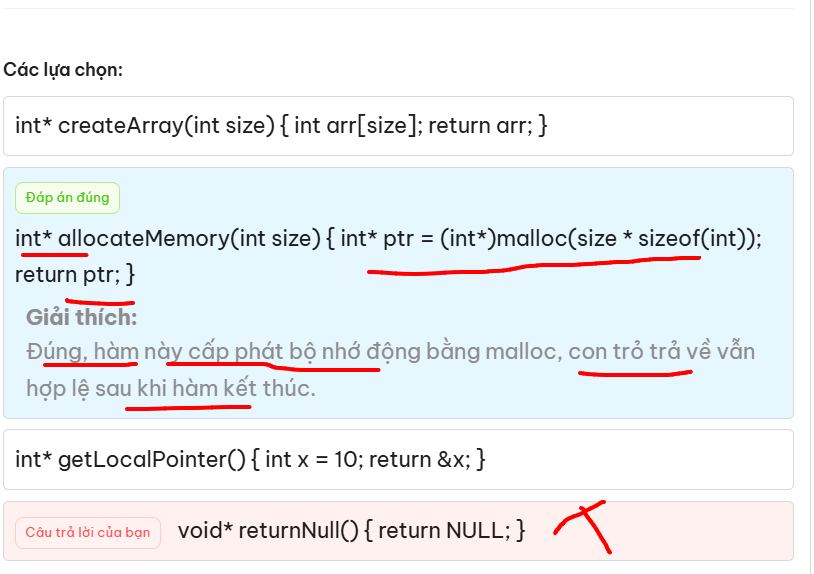 Các lựa chọn:
int* createArray(int size) { int arr[size]; return arr; }
Đáp án đúng
int* allocateMemory(int size) { int* ptr = (int*)malloc(size * sizeof(int));
return ptr; }
Giải thích:
Đúng, hàm này cấp phát bộ nhớ động bằng malloc, con trỏ trả về vẫn
hợp lệ sau khi hàm kết thúc.
int* getLocalPointer() { int x = 10; return &x; }
Câu trả lời của bạn void* returnNull() { return NULL; }